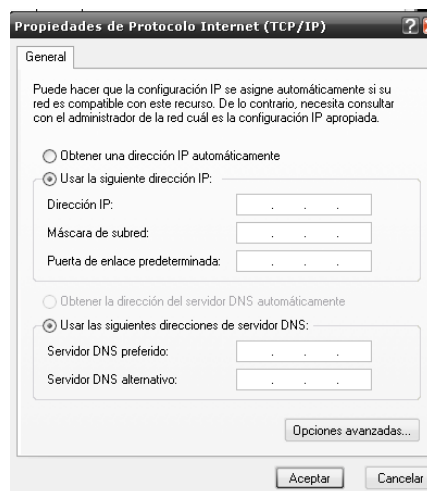 Propiedades de Protocolo Internet (TCP/IP)
General
Puede hacer que la configuración IP se asigne automáticamente si su
red es compatible con este recurso. De lo contrario, necesita consultar
con el administrador de la red cuál es la configuración IP apropiada.
Obtener una dirección IP automáticamente
Usar la siguiente dirección IP:
Dirección IP:
Máscara de subred:
Puerta de enlace predeterminada:
Obtener la dirección del servidor DNS automáticamente
Usar las siguientes direcciones de servidor DNS:
Servidor DNS preferido:
Servidor DNS alternativo:
Opciones avanzadas...
Aceptar
Cancelar